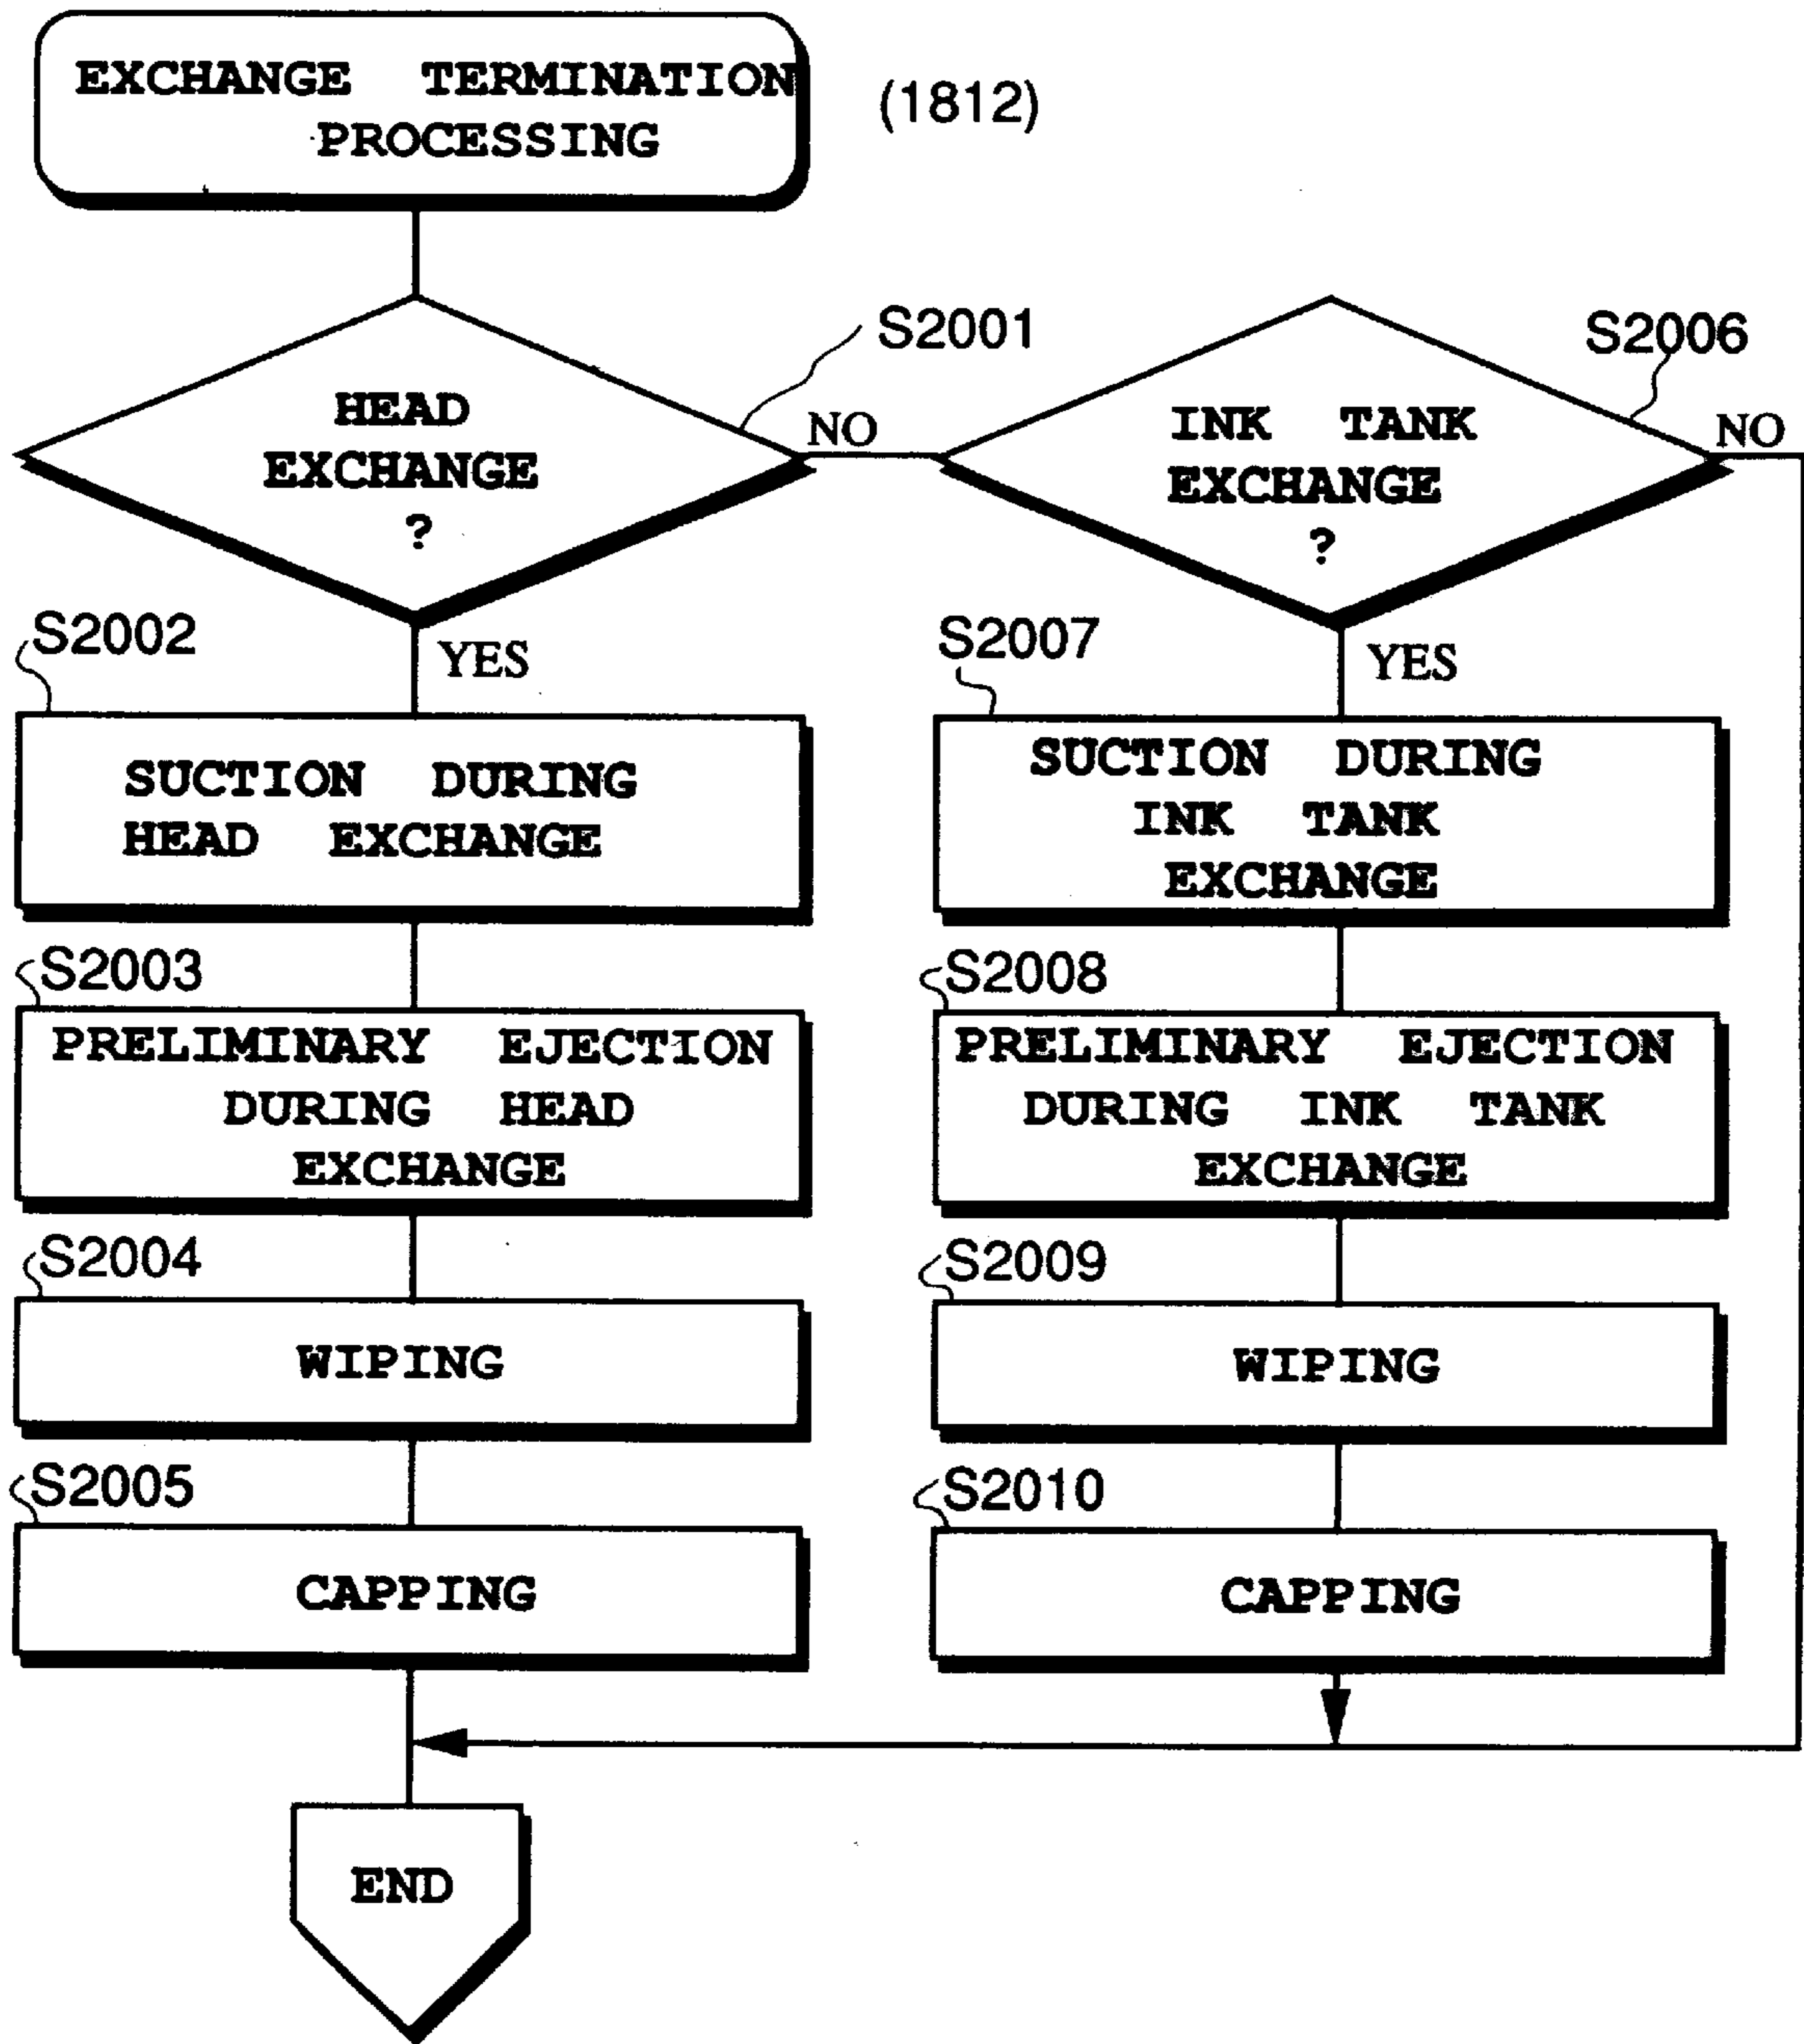 EXCHANGE TERMINATION
PROCESSING
(1812)
S2001
HEAD
EXCHANGE
?
NO
YES
S2006
INK TANK
EXCHANGE
?
NO
YES
S2002
SUCTION DURING
HEAD EXCHANGE
S2003
PRELIMINARY EJECTION
DURING HEAD
EXCHANGE
S2004
WIPING
S2005
CAPPING
S2007
SUCTION DURING
INK TANK
EXCHANGE
S2008
PRELIMINARY EJECTION
DURING INK TANK
EXCHANGE
S2009
WIPING
S2010
CAPPING
END